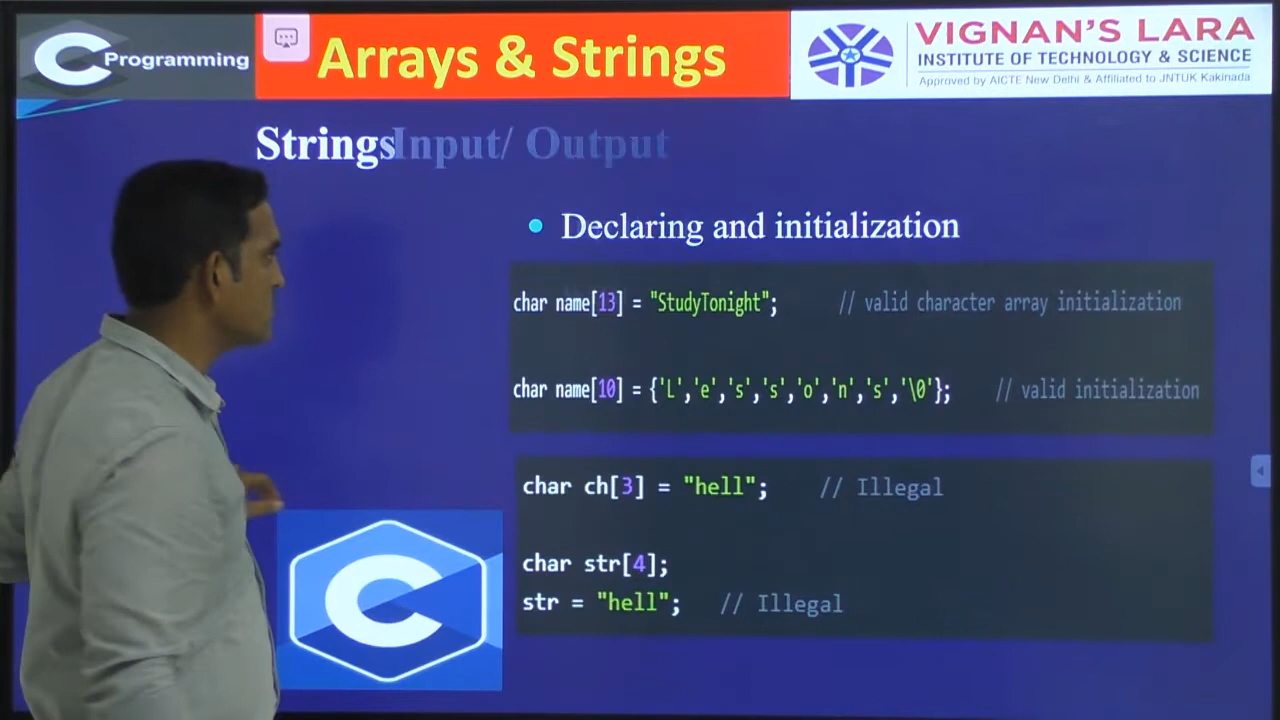 C Programming
Arrays & Strings
VIGNAN'S LARA
INSTITUTE OF TECHNOLOGY & SCIENCE
Approved by AICTE New Delhi & Affiliated to JNTUK Kakinada
Strings Input/ Output
• Declaring and initialization
char name[13] = "StudyTonight"; // valid character array initialization
char name[10] = {'L','e','s','s','o','n','s','\0'}; // valid initialization
char ch[3] = "hell"; // Illegal
char str[4];
str = "hell"; // Illegal
C